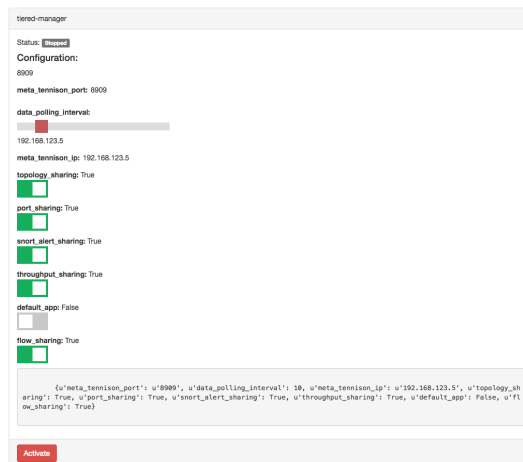 tiered-manager
Status: Stopped
Configuration:
8909
meta_tennison_port: 8909
data_polling_interval:
192.168.123.5
meta_tennison_ip: 192.168.123.5
topology_sharing: True
port_sharing: True
snort_alert_sharing: True
throughput_sharing: True
default_app: False
flow_sharing: True
{u'meta_tennison_port': u'8909', u'data_polling_interval': 10, u'meta_tennison_ip': u'192.168.123.5', u'topology_sh
aring': True, u'port_sharing': True, u'snort_alert_sharing': True, u'throughput_sharing': True, u'default_app': False, u'fl
ow_sharing': True}
Activate